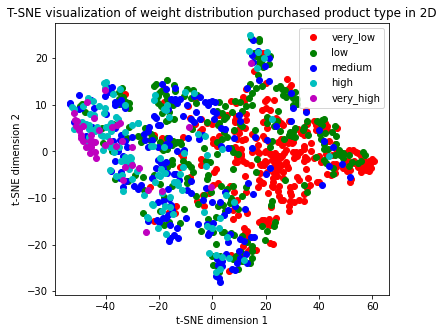 T-SNE visualization of weight distribution purchased product type in 2D
very_low
low
medium
high
very_high
t-SNE dimension 2
20
10
0
−10
−20
−30
−40
−20
0
20
40
60
t-SNE dimension 1